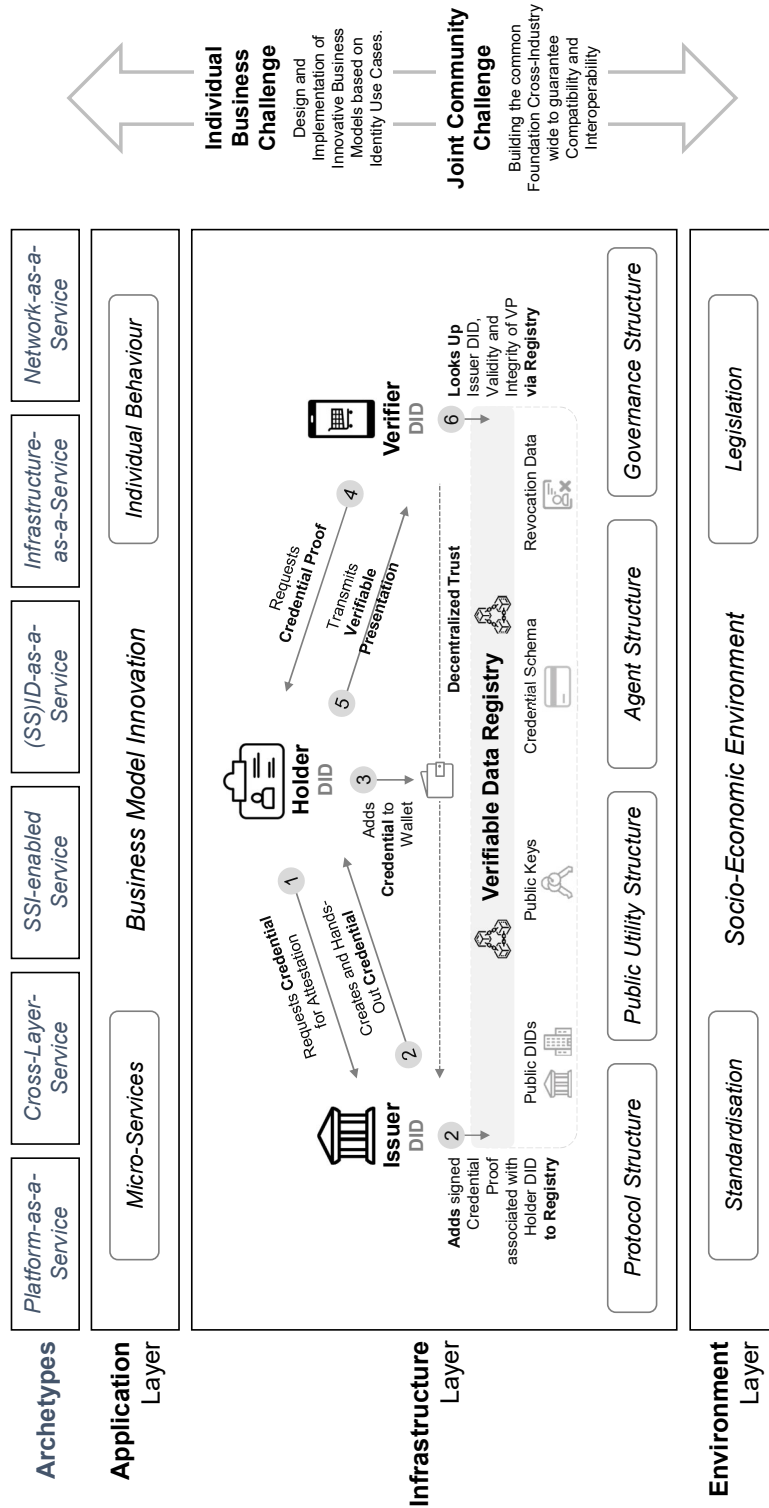 Archetypes
Platform-as-a-
Service
Cross-Layer-
Service
SSI-enabled
Service
(SS)ID-as-a-
Service
Infrastructure-
as-a-Service
Network-as-a-
Service
Application
Layer
Micro-Services
Business Model Innovation
Individual Behaviour
Infrastructure
Layer
Issuer
DID
Holder
DID
Verifier
DID
1
Requests Credential
for Attestation
2
Creates and Hands-
Out Credential
3
Adds
Credential to
Wallet
4
Requests
Credential Proof
5
Transmits
Verifiable
Presentation
Decentralized Trust
2
Adds signed
Credential
Proof
associated with
Holder DID
to Registry
6
Looks Up
Issuer DID,
Validity and
Integrity of VP
via Registry
Verifiable Data Registry
Public DIDs
Public Keys
Credential Schema
Revocation Data
Protocol Structure
Public Utility Structure
Agent Structure
Governance Structure
Environment
Layer
Standardisation
Socio-Economic Environment
Legislation
Individual
Business
Challenge
Design and
Implementation of
Innovative Business
Models based on
Identity Use Cases.
Joint Community
Challenge
Building the common
Foundation Cross-Industry
wide to guarantee
Compatibility and
Interoperability